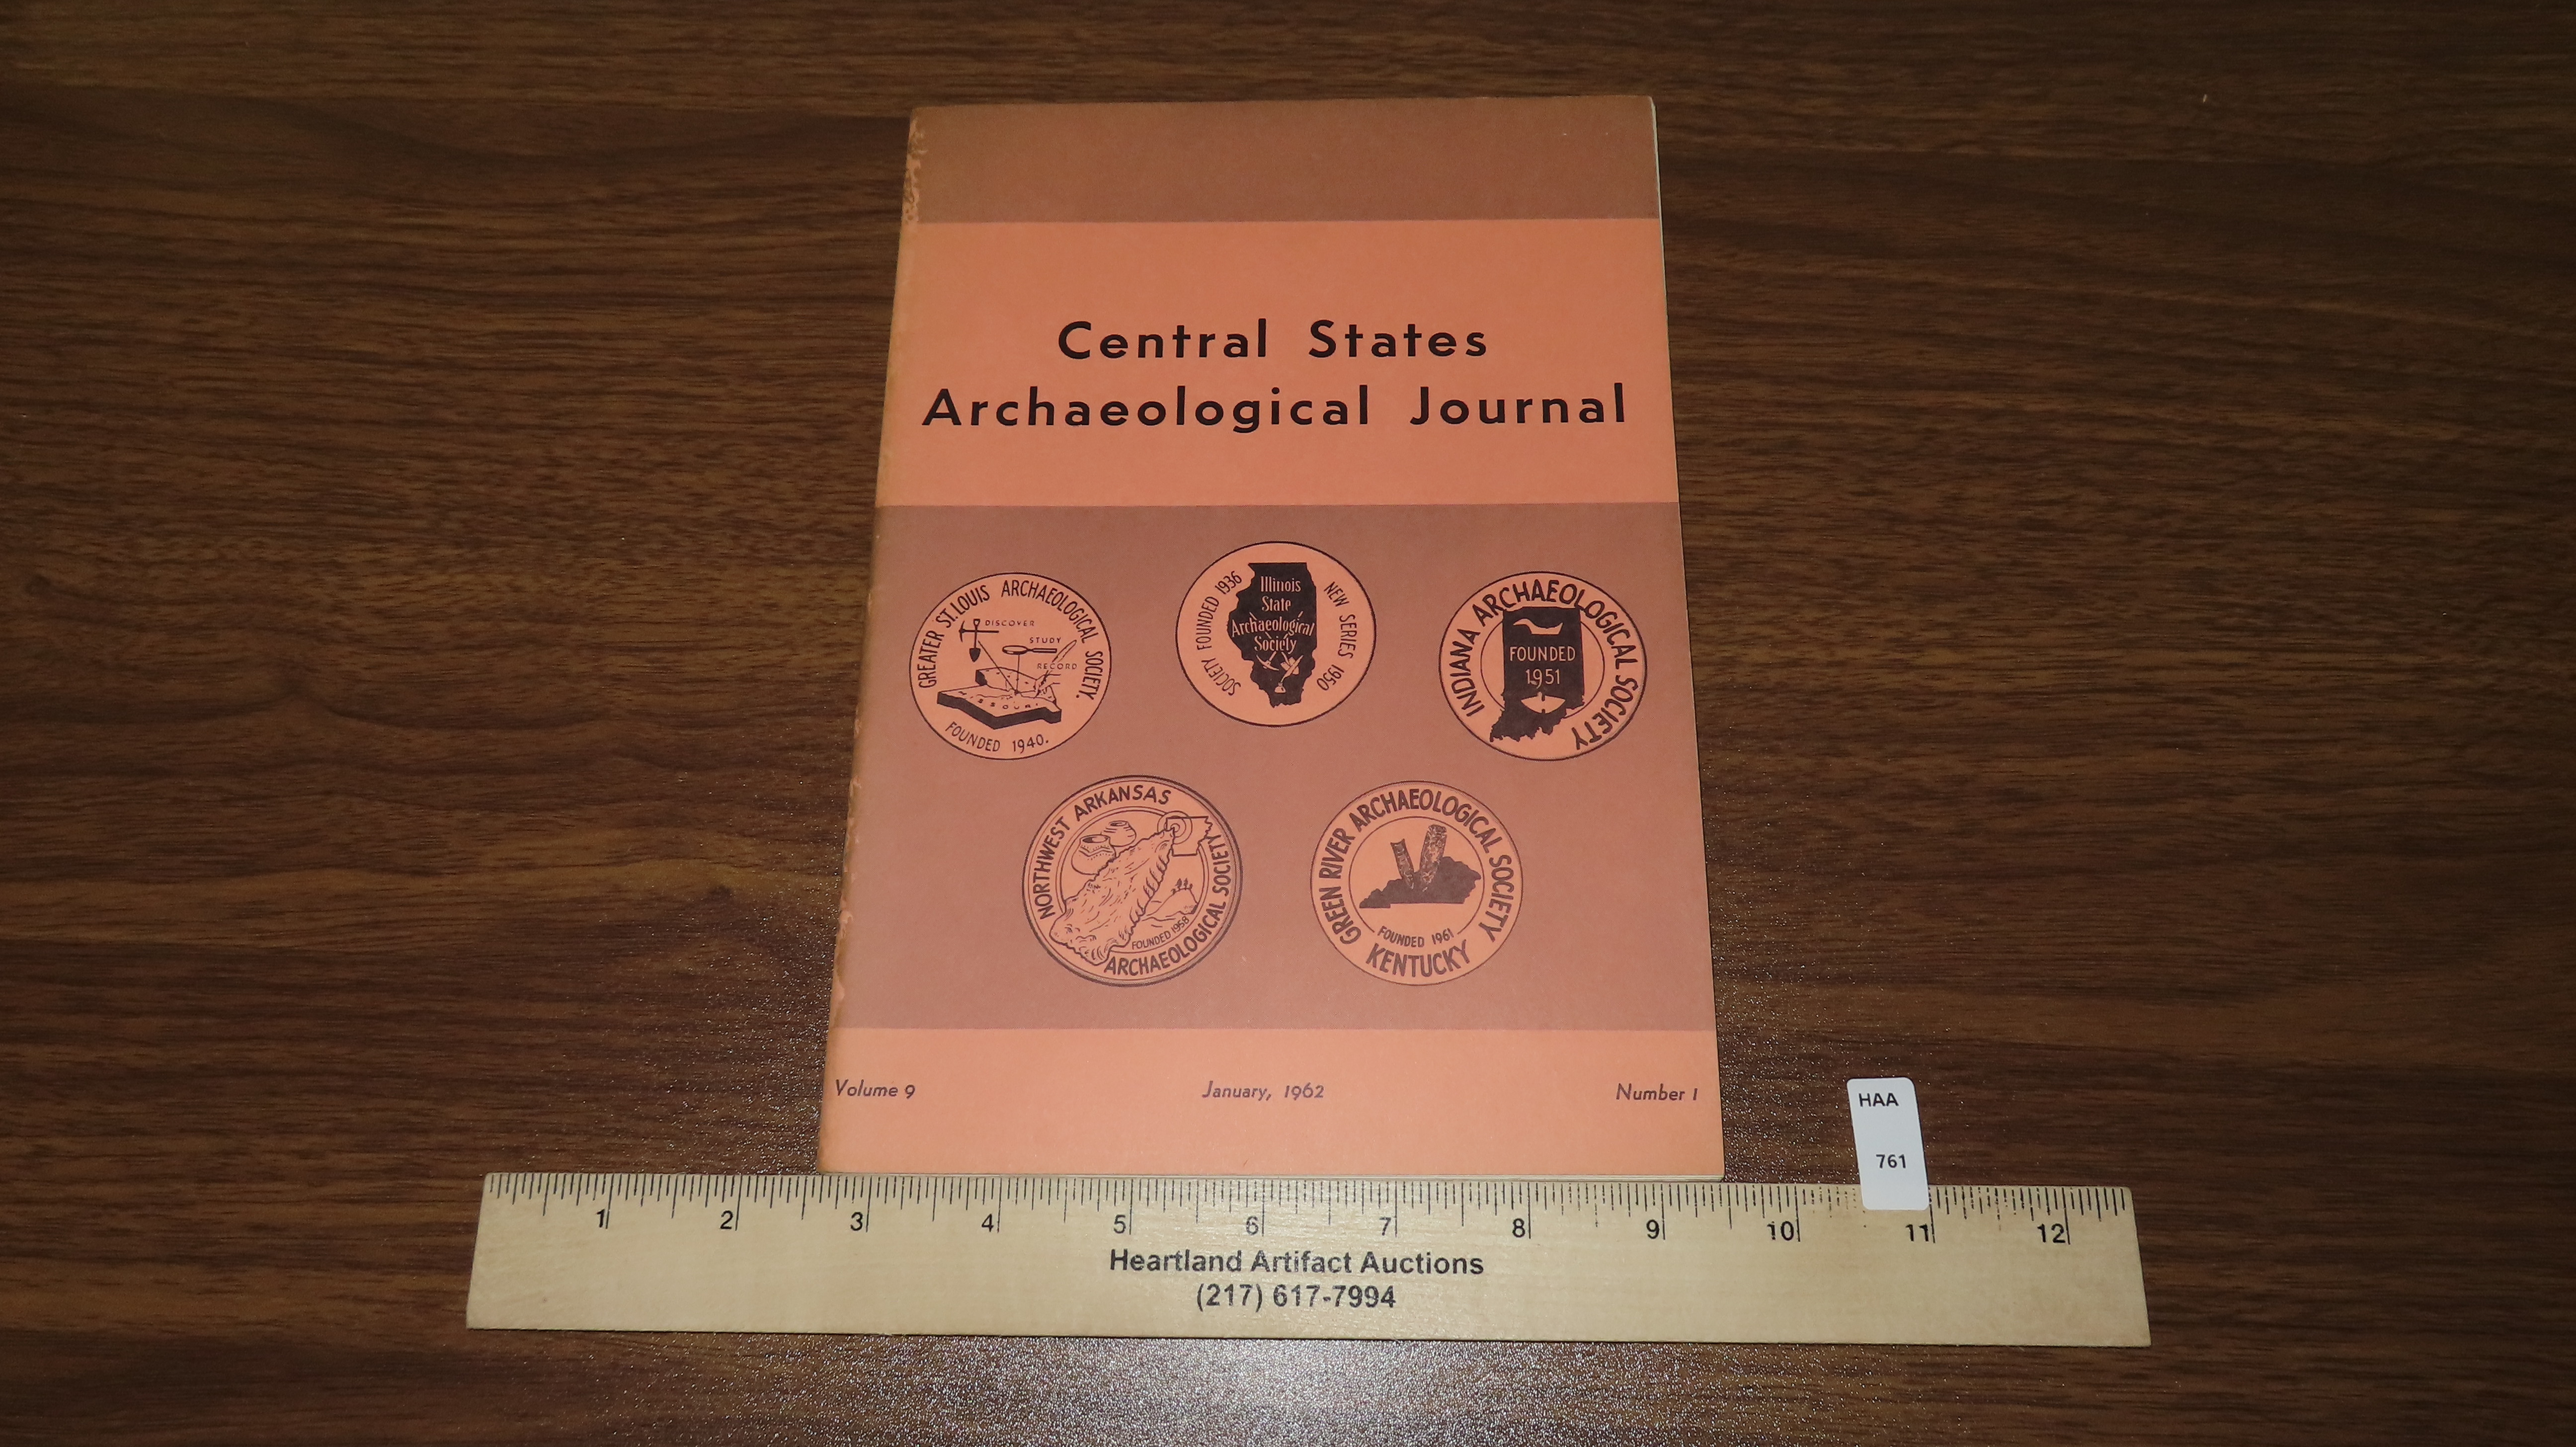 Central States
Archaeological Journal
GREATER ST. LOUIS ARCHAEOLOGICAL SOCIETY.
DISCOVER
STUDY
RECORD
MISSOURI
FOUNDED 1940.
SOCIETY FOUNDED 1936
NEW SERIES 1950
Illinois
State
Archaeological
Society
INDIANA ARCHAEOLOGICAL SOCIETY
FOUNDED
1951
NORTHWEST ARKANSAS
ARCHAEOLOGICAL SOCIETY
FOUNDED 1958
GREEN RIVER ARCHAEOLOGICAL SOCIETY
FOUNDED 1961
KENTUCKY
Volume 9 January, 1962 Number 1
HAA
761
1 2 3 4 5 6 7 8 9 10 11 12
Heartland Artifact Auctions
(217) 617-7994